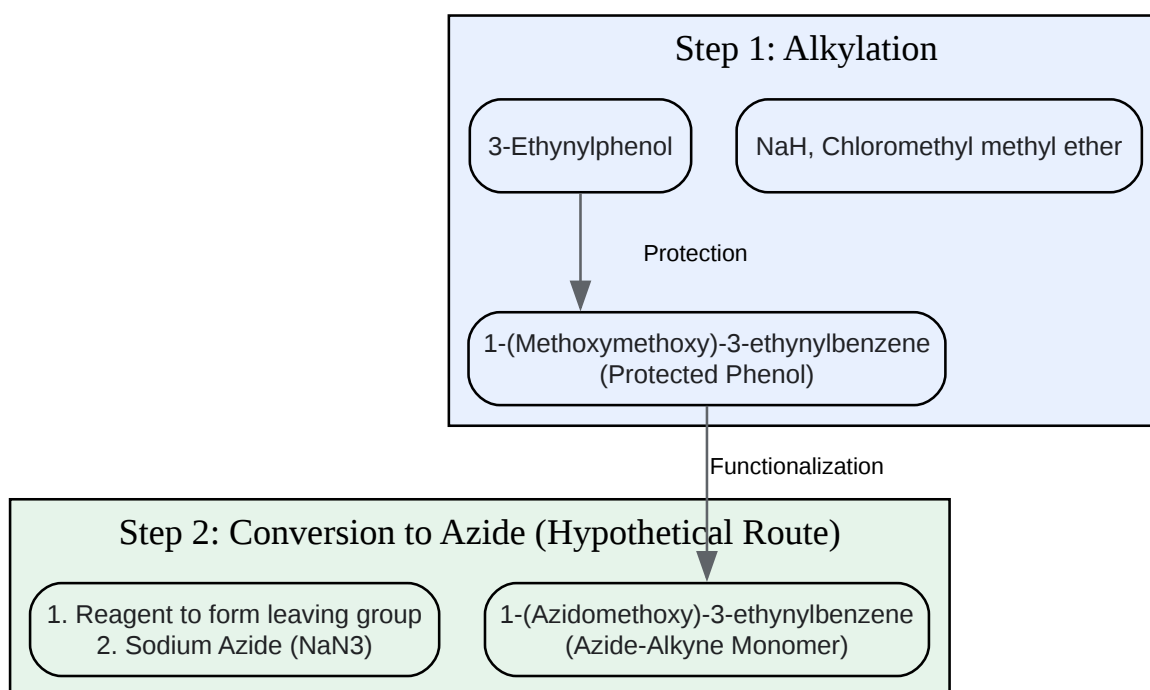 Step 1: Alkylation
3-Ethynylphenol
NaH, Chloromethyl methyl ether
Protection
1-(Methoxymethoxy)-3-ethynylbenzene
(Protected Phenol)
Functionalization
Step 2: Conversion to Azide (Hypothetical Route)
1. Reagent to form leaving group
2. Sodium Azide (NaN3)
1-(Azidomethoxy)-3-ethynylbenzene
(Azide-Alkyne Monomer)